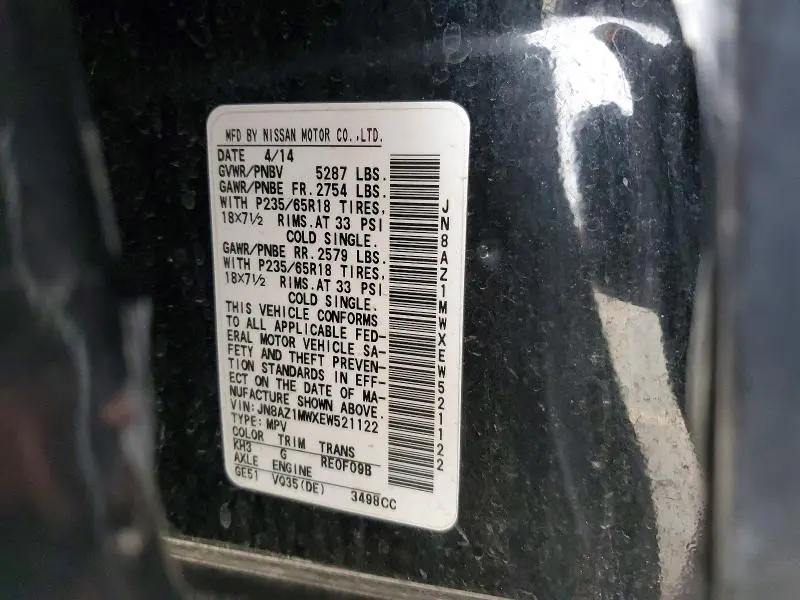 MFD BY NISSAN MOTOR CO.,LTD.
DATE 4/14
GVWR/PNBV 5287 LBS.
GAWR/PNBE FR. 2754 LBS.
WITH P235/65R18 TIRES,
18×7½ RIMS.AT 33 PSI
COLD SINGLE.
GAWR/PNBE RR. 2579 LBS.
WITH P235/65R18 TIRES,
18×7½ RIMS.AT 33 PSI
COLD SINGLE.
THIS VEHICLE CONFORMS
TO ALL APPLICABLE FED-
ERAL MOTOR VEHICLE SA-
FETY AND THEFT PREVEN-
TION STANDARDS IN EFF-
ECT ON THE DATE OF MA-
NUFACTURE SHOWN ABOVE.
VIN: JN8AZ1MWXEW521122
TYPE: MPV
COLOR TRIM TRANS
KH3 G RE0F09B
AXLE ENGINE
GE51 VQ35(DE) 3498CC
JN8AZ1MWXEW521122